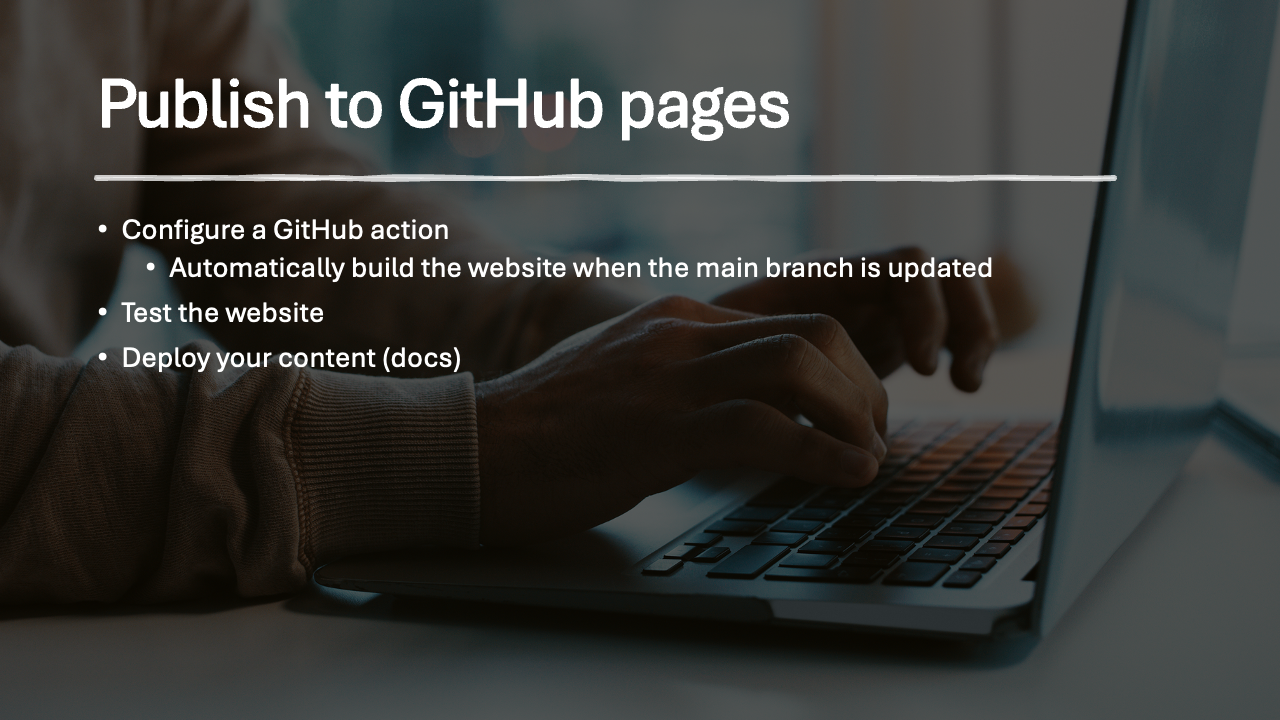 Publish to GitHub pages
• Configure a GitHub action
• Automatically build the website when the main branch is updated
• Test the website
• Deploy your content (docs)